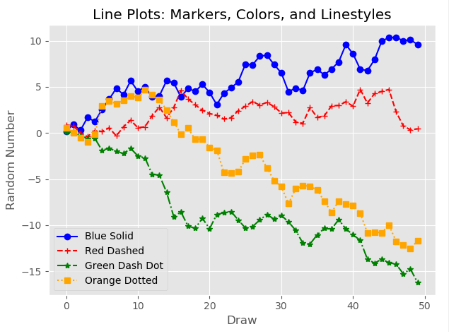 Line Plots: Markers, Colors, and Linestyles
Random Number
10
5
0
−5
−10
−15
Blue Solid
Red Dashed
Green Dash Dot
Orange Dotted
0
10
20
30
40
50
Draw